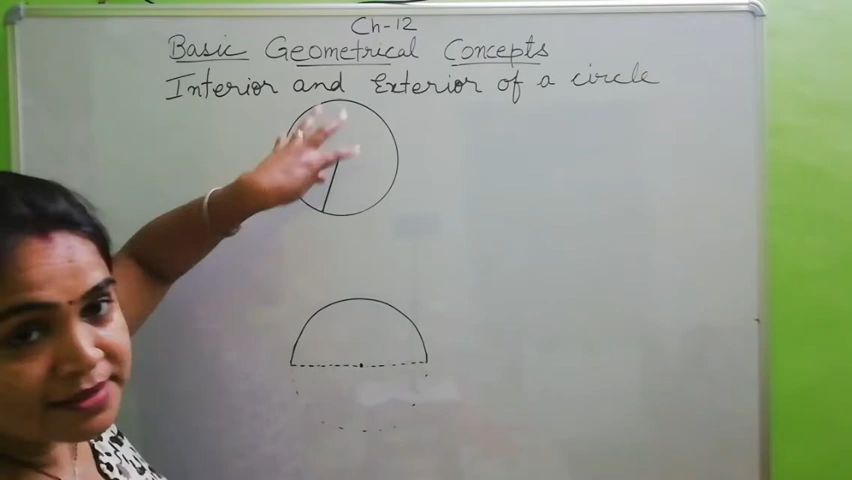 Ch-12
Basic Geometrical Concepts
Interior and Exterior of a circle